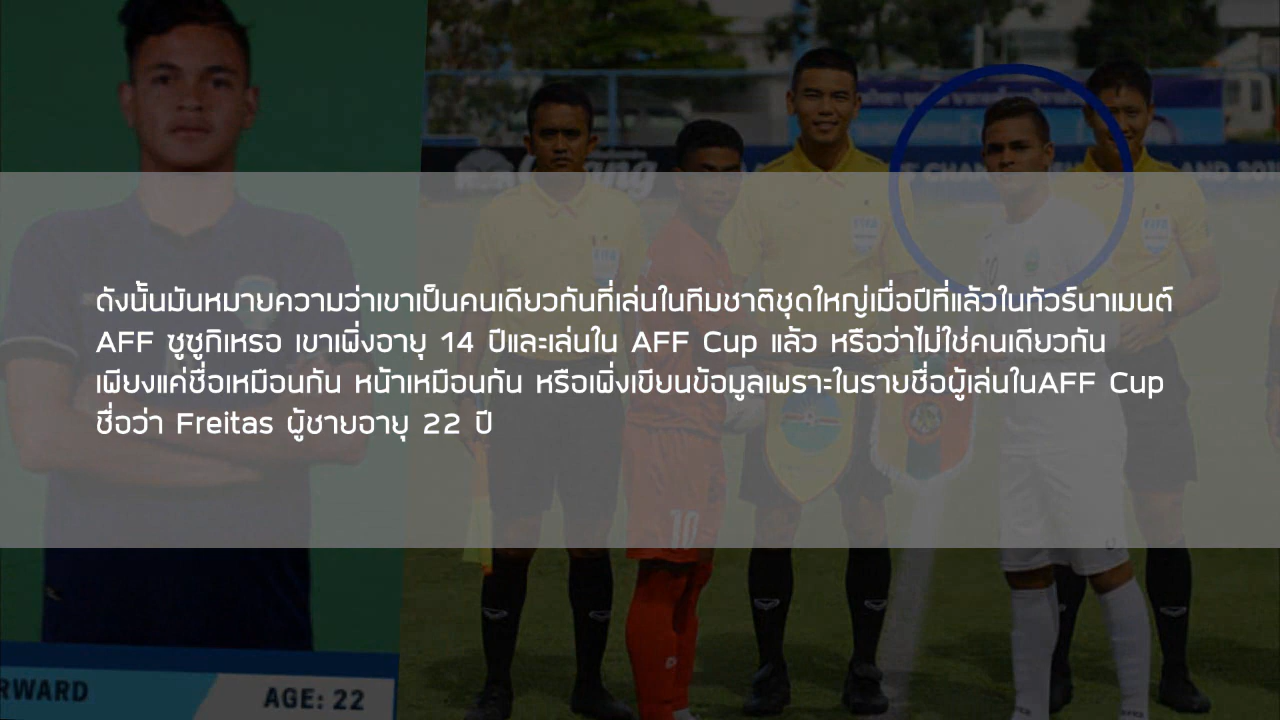 ดังนั้นมันหมายความว่าเขาเป็นคนเดียวกันที่เล่นในทีมชาติชุดใหญ่เมื่อปีที่แล้วในทัวร์นาเมนต์
AFF ซูซูกิเหรอ เขาเพิ่งอายุ 14 ปีและเล่นใน AFF Cup แล้ว หรือว่าไม่ใช่คนเดียวกัน
เพียงแค่ชื่อเหมือนกัน หน้าเหมือนกัน หรือเพิ่งเขียนข้อมูลเพราะในรายชื่อผู้เล่นในAFF Cup
ชื่อว่า Freitas ผู้ชายอายุ 22 ปี
10
RWARD
AGE: 22